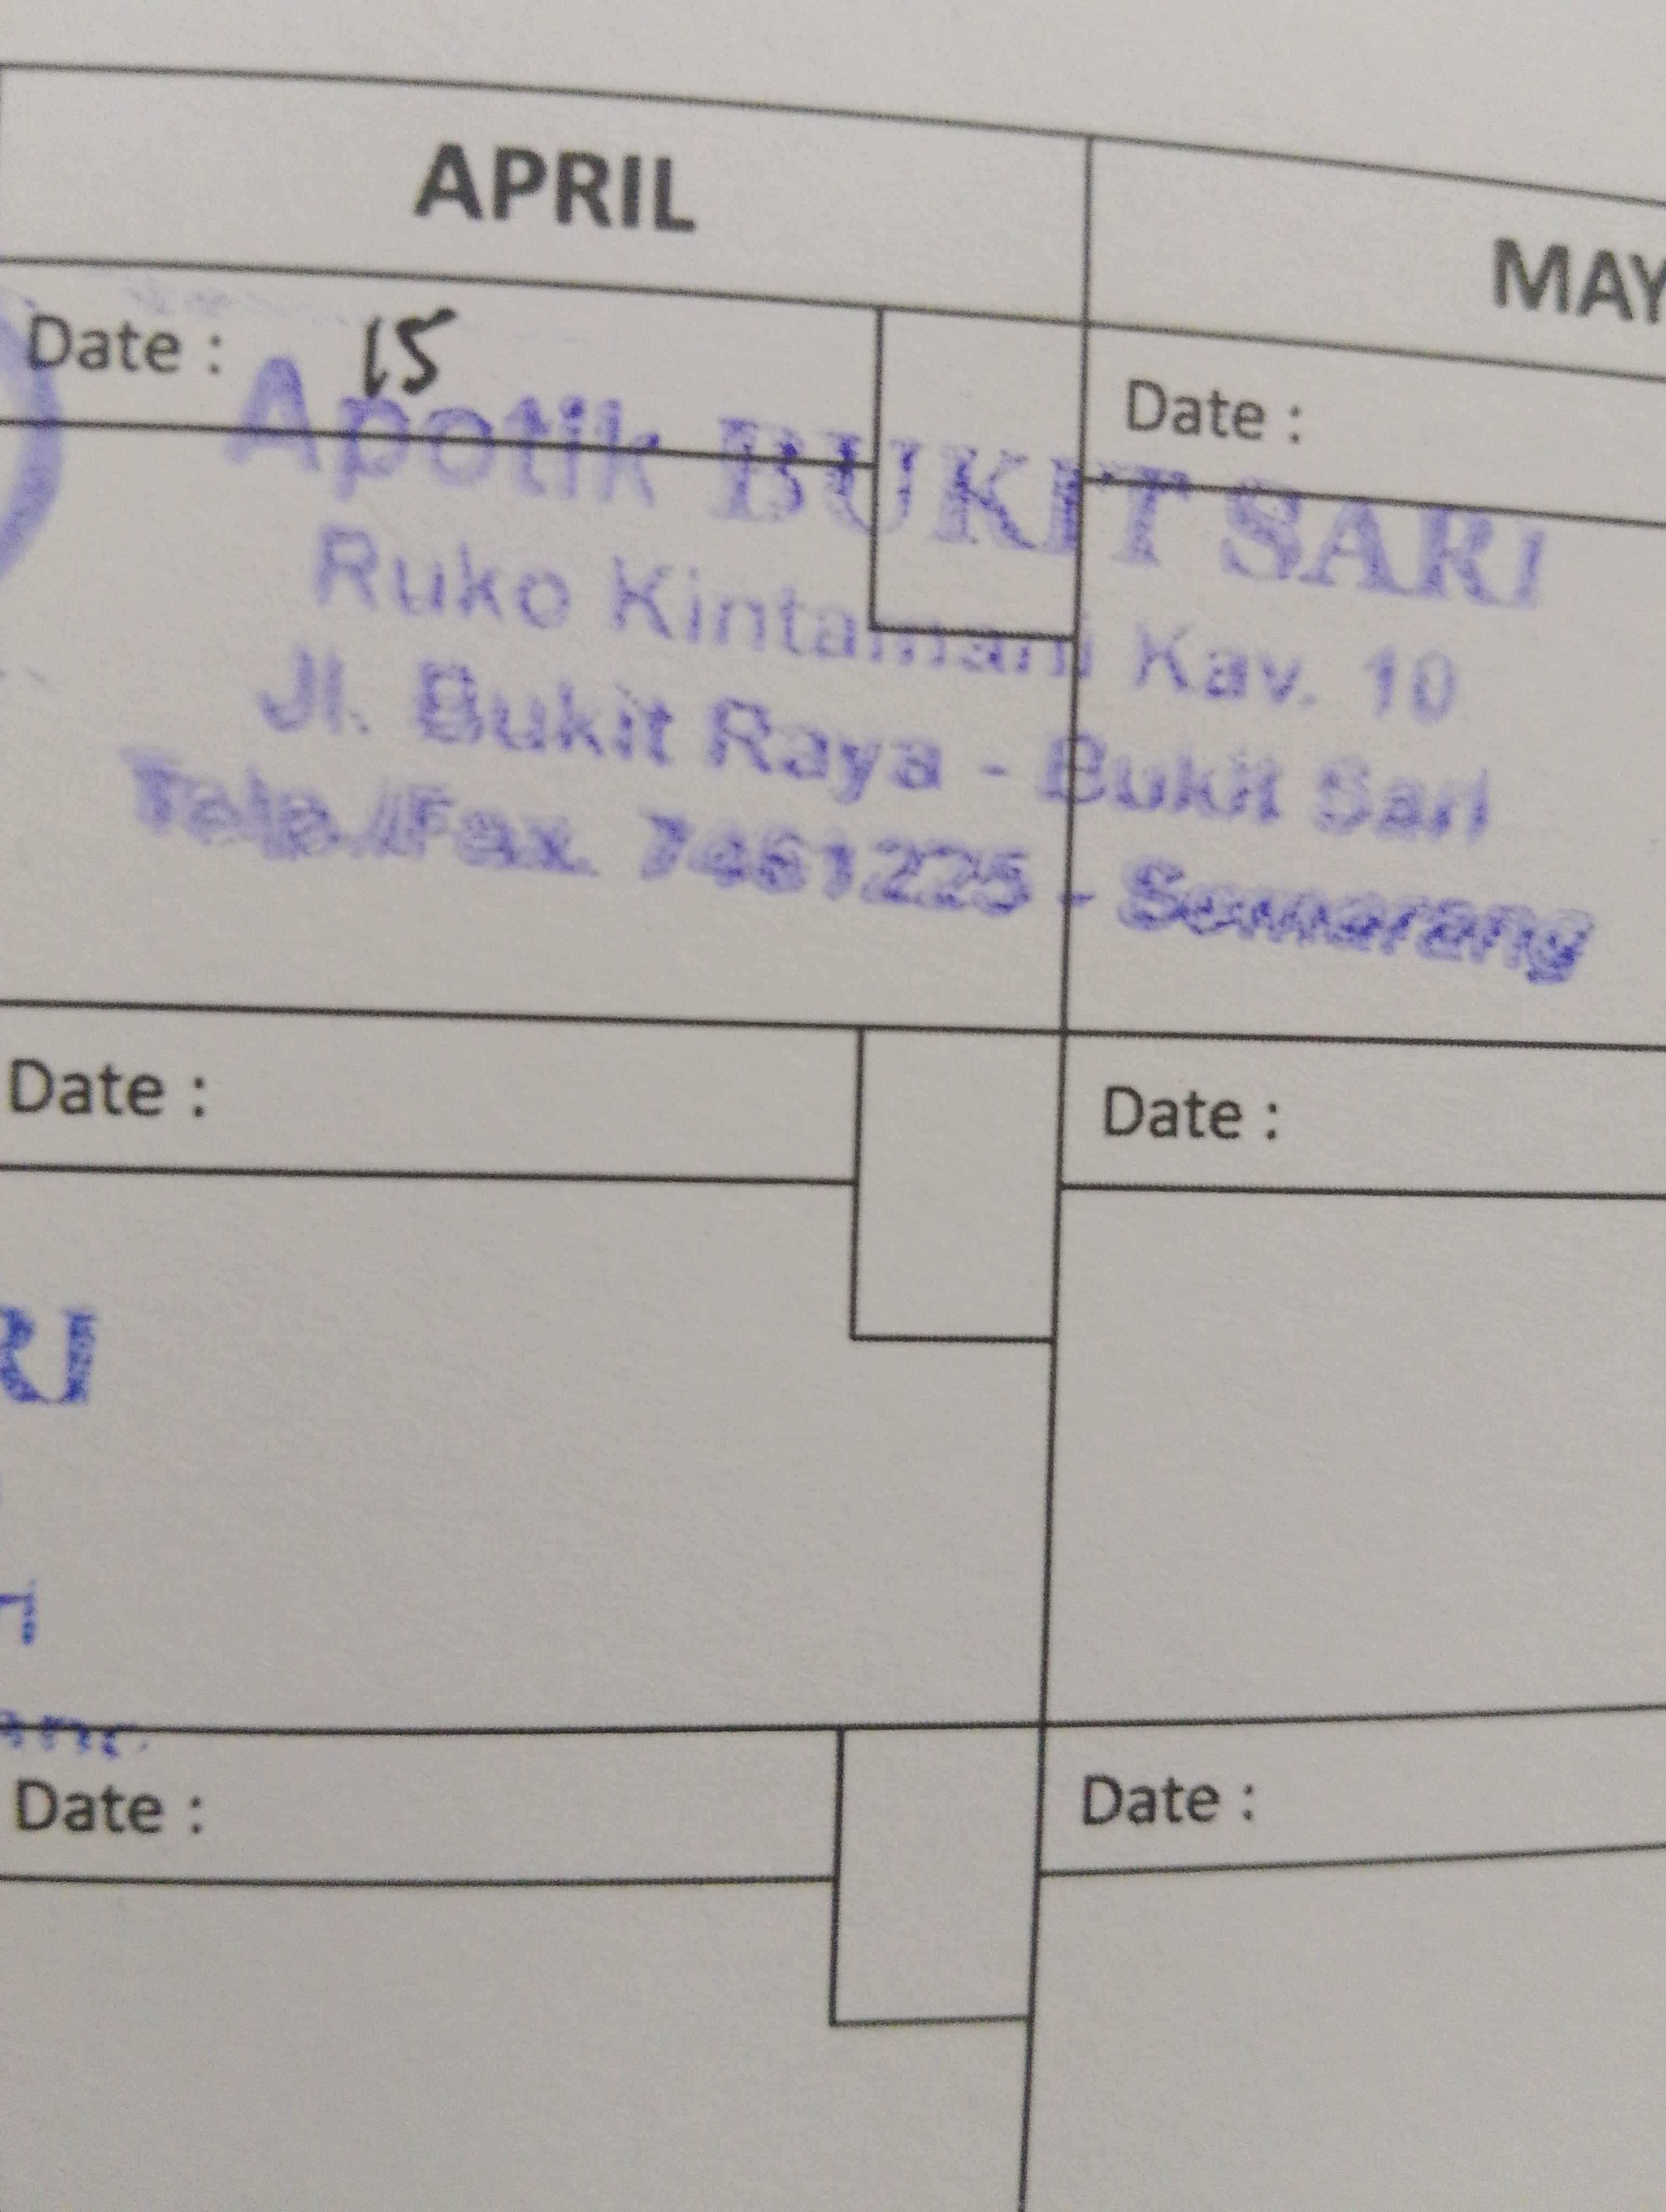 APRIL
MAY
Date : 15
Date :
Apotik BUKIT SARI
Ruko Kintamani Kav. 10
Jl. Bukit Raya - Bukit Sari
Telp./Fax. 7461225 - Semarang
Date :
Date :
RI
Date :
Date :